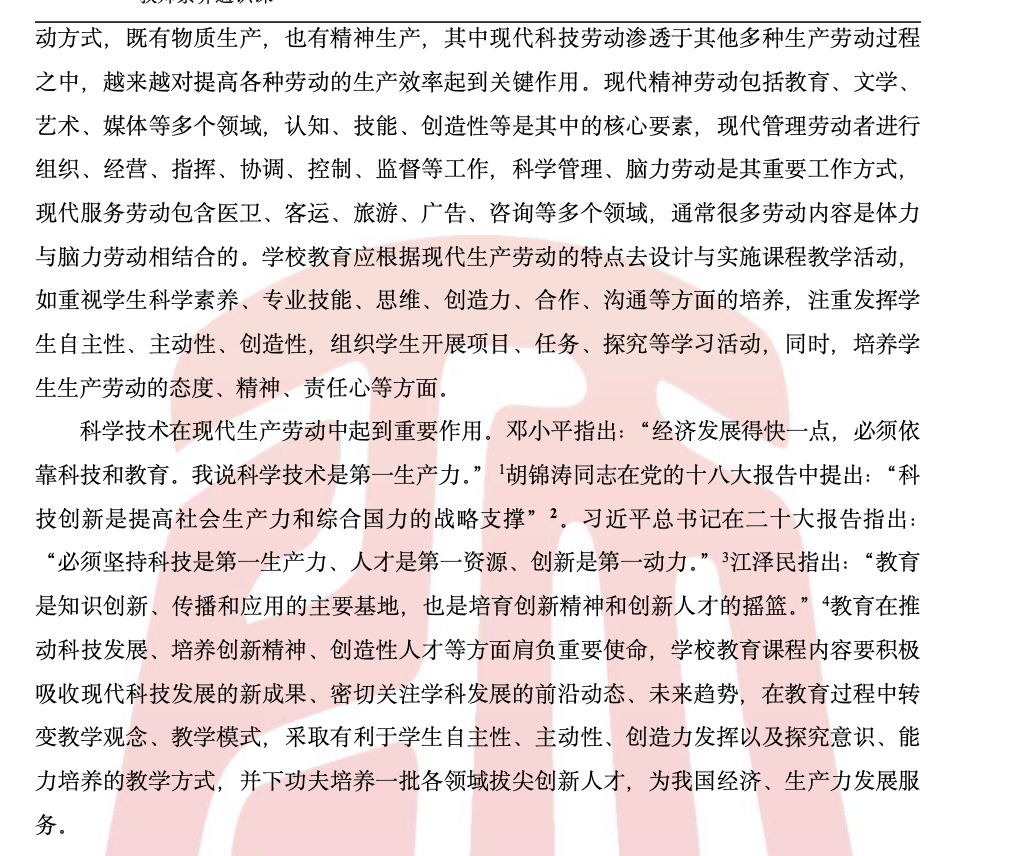 动方式，既有物质生产，也有精神生产，其中现代科技劳动渗透于其他多种生产劳动过程
之中，越来越对提高各种劳动的生产效率起到关键作用。现代精神劳动包括教育、文学、
艺术、媒体等多个领域，认知、技能、创造性等是其中的核心要素，现代管理劳动者进行
组织、经营、指挥、协调、控制、监督等工作，科学管理、脑力劳动是其重要工作方式，
现代服务劳动包含医卫、客运、旅游、广告、咨询等多个领域，通常很多劳动内容是体力
与脑力劳动相结合的。学校教育应根据现代生产劳动的特点去设计与实施课程教学活动，
如重视学生科学素养、专业技能、思维、创造力、合作、沟通等方面的培养，注重发挥学
生自主性、主动性、创造性，组织学生开展项目、任务、探究等学习活动，同时，培养学
生生产劳动的态度、精神、责任心等方面。
科学技术在现代生产劳动中起到重要作用。邓小平指出：“经济发展得快一点，必须依
靠科技和教育。我说科学技术是第一生产力。” ¹胡锦涛同志在党的十八大报告中提出：“科
技创新是提高社会生产力和综合国力的战略支撑” ²。习近平总书记在二十大报告指出：
“必须坚持科技是第一生产力、人才是第一资源、创新是第一动力。” ³江泽民指出：“教育
是知识创新、传播和应用的主要基地，也是培育创新精神和创新人才的摇篮。” ⁴教育在推
动科技发展、培养创新精神、创造性人才等方面肩负重要使命，学校教育课程内容要积极
吸收现代科技发展的新成果、密切关注学科发展的前沿动态、未来趋势，在教育过程中转
变教学观念、教学模式，采取有利于学生自主性、主动性、创造力发挥以及探究意识、能
力培养的教学方式，并下功夫培养一批各领域拔尖创新人才，为我国经济、生产力发展服
务。